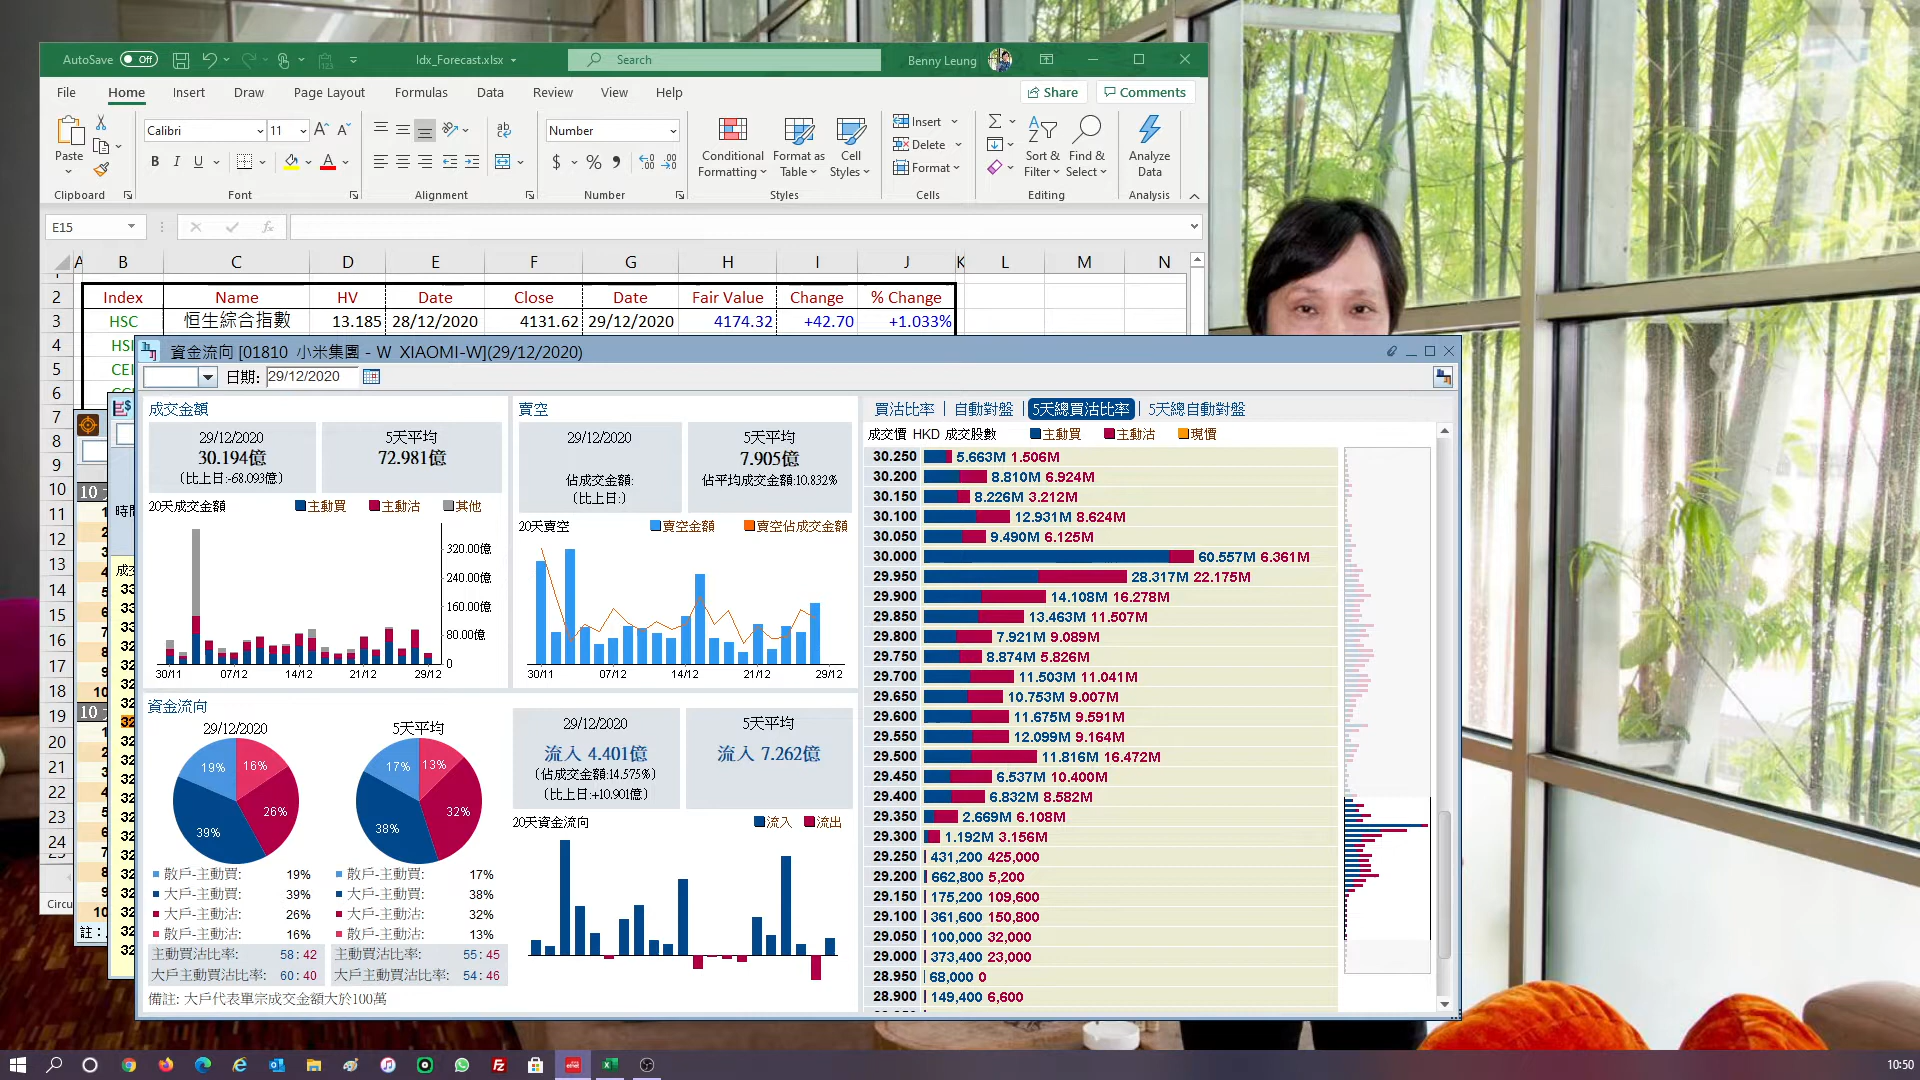 AutoSave Off Idx_Forecast.xlsx Search Benny Leung
File Home Insert Draw Page Layout Formulas Data Review View Help Share Comments
Paste Calibri 11 Number Conditional Formatting Format as Table Cell Styles Insert Delete Format Sort & Filter Find & Select Analyze Data
B I U $ %
Clipboard Font Alignment Number Styles Cells Editing Analysis
E15 fx
A B C D E F G H I J K L M N
2 Index Name HV Date Close Date Fair Value Change % Change
3 HSC 恒生綜合指數 13.185 28/12/2020 4131.62 29/12/2020 4174.32 +42.70 +1.033%
4 HSI
5 CEI
6
7
8
9
10
11
12
13
14
15
16
17
18
19
20
21
22
23
24
資金流向 [01810 小米集團 - W XIAOMI-W](29/12/2020)
日期: 29/12/2020
成交金額
29/12/2020
30.194億
(比上日:-68.093億)
5天平均
72.981億
20天成交金額 主動買 主動沽 其他
320.00億
240.00億
160.00億
80.00億
0
30/11 07/12 14/12 21/12 29/12
賣空
29/12/2020
佔成交金額:
(比上日:)
5天平均
7.905億
佔平均成交金額:10.832%
20天賣空 賣空金額 賣空佔成交金額
30/11 07/12 14/12 21/12 29/12
資金流向
29/12/2020 5天平均
19% 16% 26% 39%
17% 13% 32% 38%
散戶-主動買: 19% 散戶-主動買: 17%
大戶-主動買: 39% 大戶-主動買: 38%
大戶-主動沽: 26% 大戶-主動沽: 32%
散戶-主動沽: 16% 散戶-主動沽: 13%
主動買沽比率: 58:42 主動買沽比率: 55:45
大戶主動買沽比率: 60:40 大戶主動買沽比率: 54:46
備註: 大戶代表單宗成交金額大於100萬
29/12/2020
流入 4.401億
(佔成交金額:14.575%)
(比上日:+10.901億)
5天平均
流入 7.262億
20天資金流向 流入 流出
買沽比率 | 自動對盤 | 5天總買沽比率 | 5天總自動對盤
成交價 HKD 成交股數 主動買 主動沽 現價
30.250 5.663M 1.506M
30.200 8.810M 6.924M
30.150 8.226M 3.212M
30.100 12.931M 8.624M
30.050 9.490M 6.125M
30.000 60.557M 6.361M
29.950 28.317M 22.175M
29.900 14.108M 16.278M
29.850 13.463M 11.507M
29.800 7.921M 9.089M
29.750 8.874M 5.826M
29.700 11.503M 11.041M
29.650 10.753M 9.007M
29.600 11.675M 9.591M
29.550 12.099M 9.164M
29.500 11.816M 16.472M
29.450 6.537M 10.400M
29.400 6.832M 8.582M
29.350 2.669M 6.108M
29.300 1.192M 3.156M
29.250 431,200 425,000
29.200 662,800 5,200
29.150 175,200 109,600
29.100 361,600 150,800
29.050 100,000 32,000
29.000 373,400 23,000
28.950 68,000 0
28.900 149,400 6,600
10:50